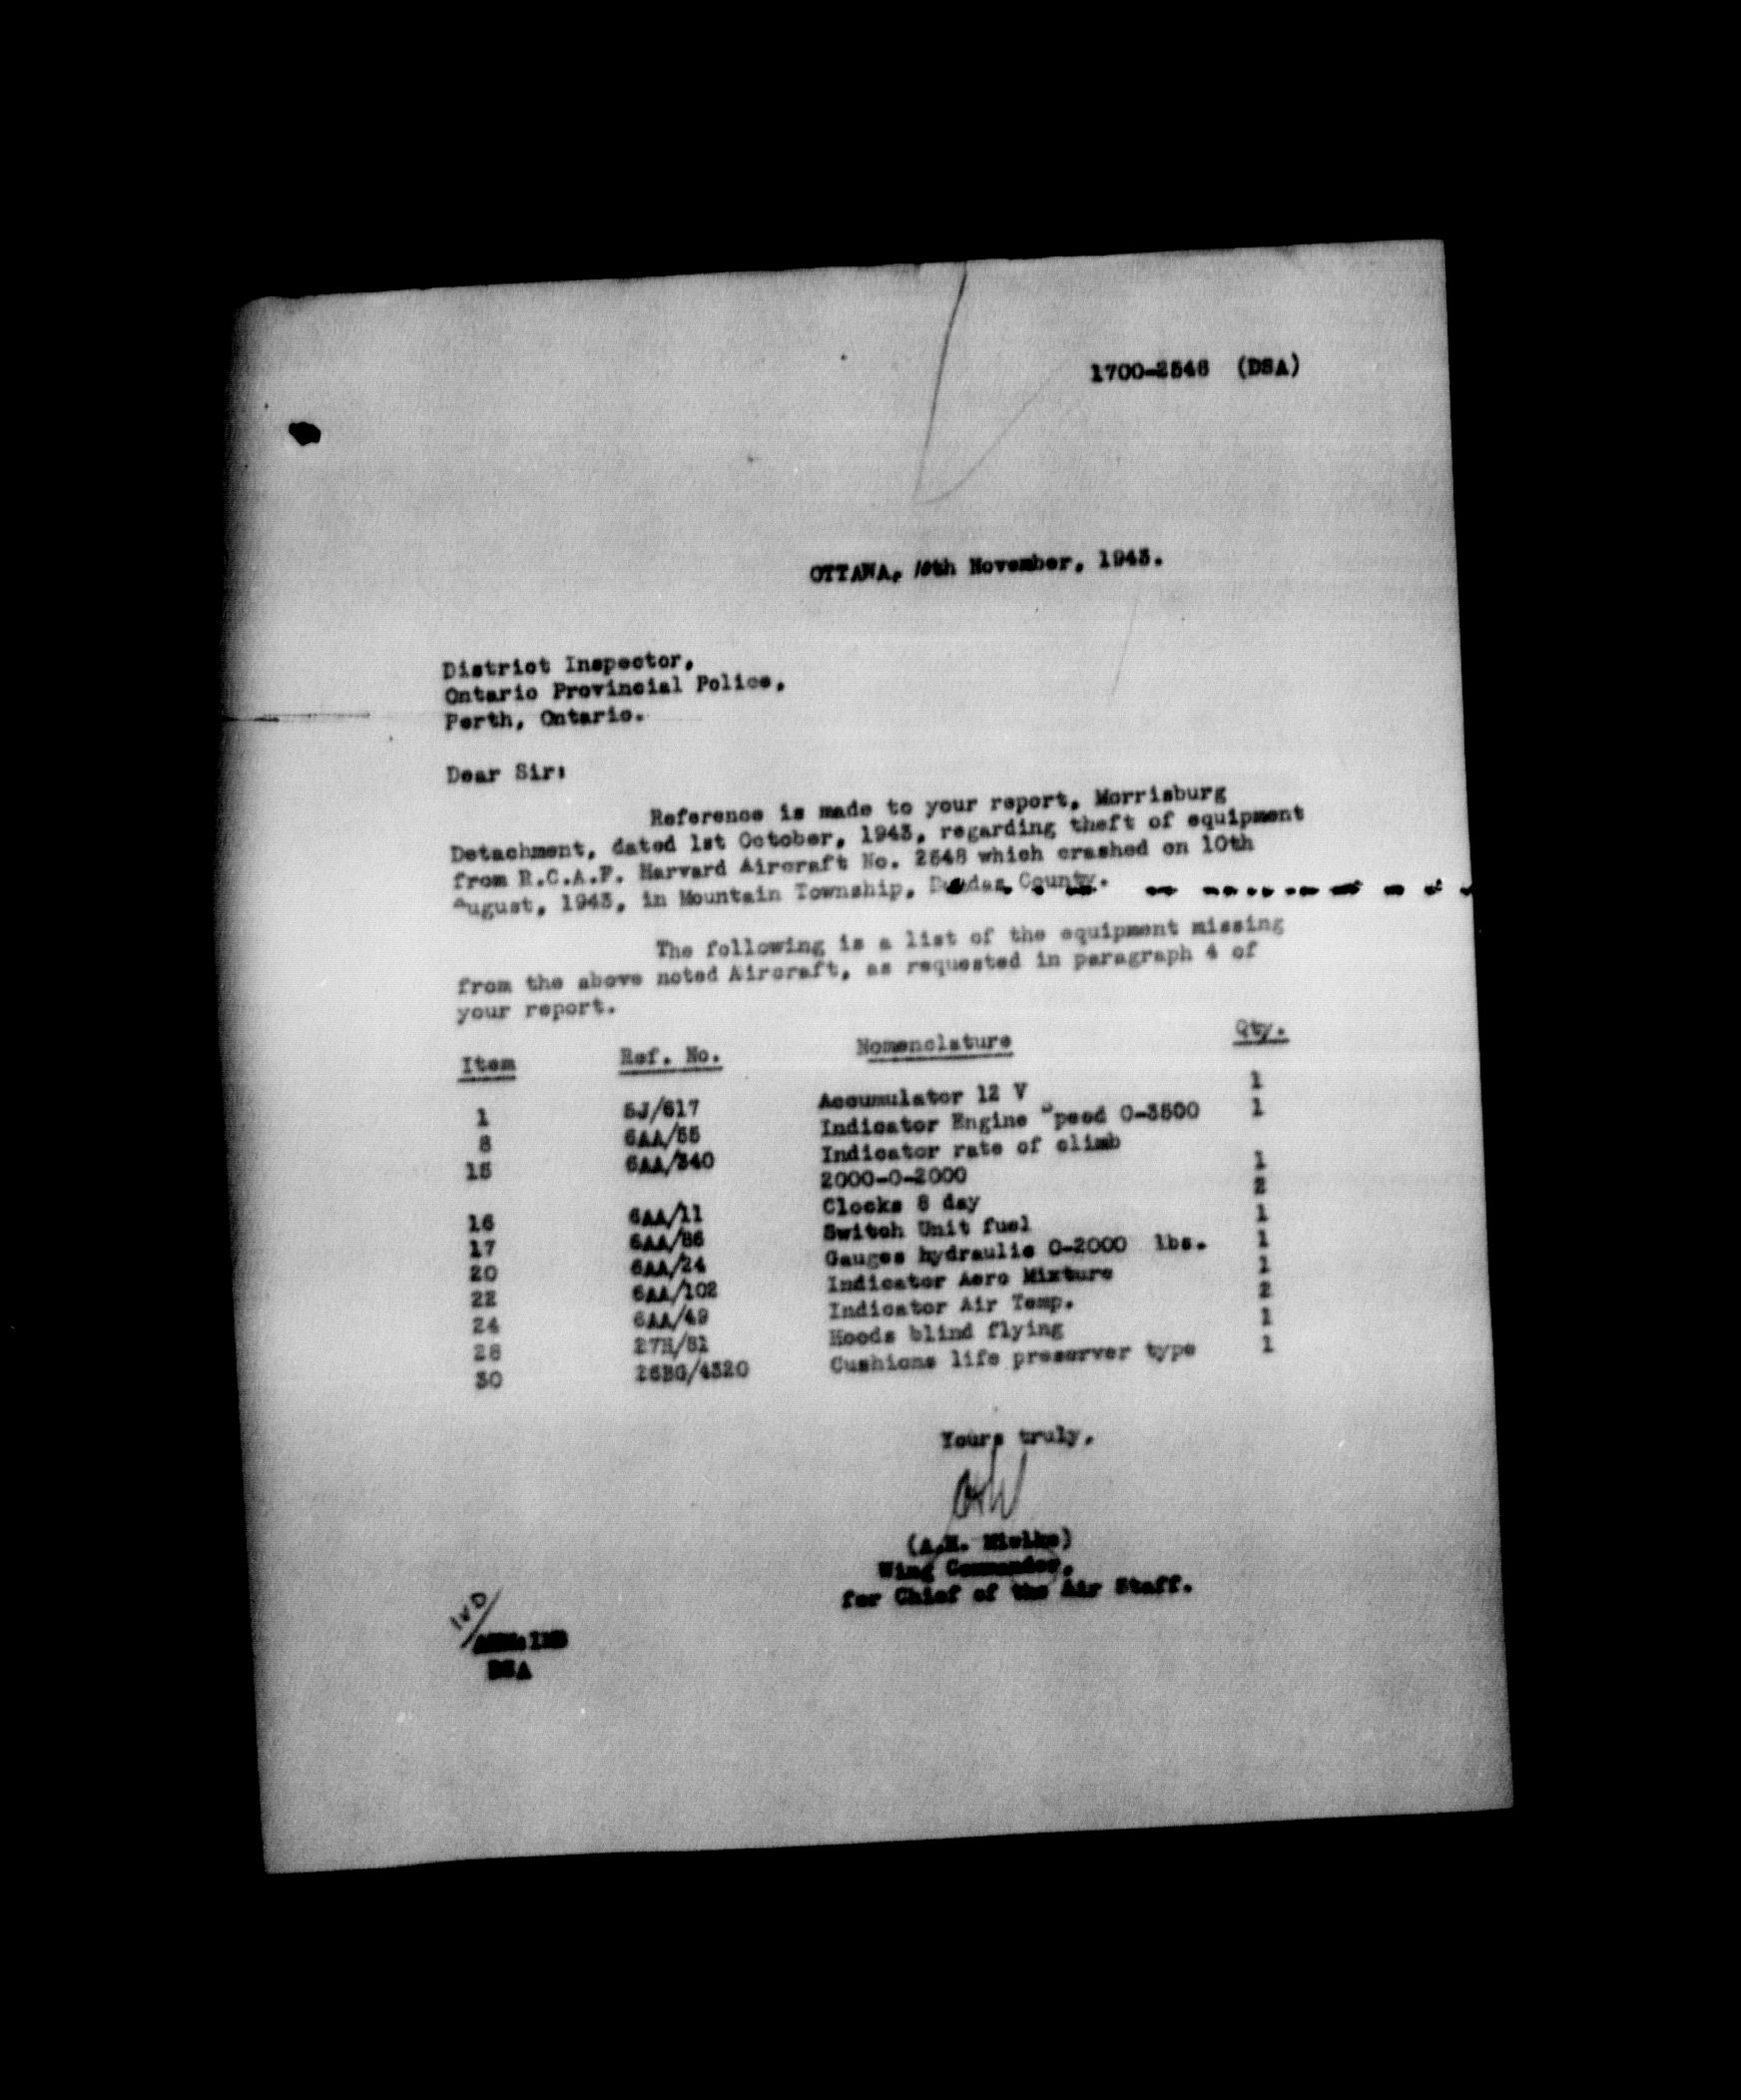 1700-2548 (DSA)
OTTAWA, 10th November, 1943.
District Inspector,
Ontario Provincial Police,
Perth, Ontario.
Dear Sir:
Reference is made to your report, Morrisburg
Detachment, dated 1st October, 1943, regarding theft of equipment
from R.C.A.F. Harvard Aircraft No. 2548 which crashed on 10th
August, 1943, in Mountain Township, Dundas County.
The following is a list of the equipment missing
from the above noted Aircraft, as requested in paragraph 4 of
your report.
Item Ref. No. Nomenclature Qty.
1 5J/617 Accumulator 12 V 1
8 6AA/55 Indicator Engine Speed 0-3500 1
15 6AA/340 Indicator rate of climb
2000-0-2000 1
16 6AA/11 Clocks 8 day 2
17 6AA/86 Switch Unit fuel 1
20 6AA/24 Gauges hydraulic 0-2000 lbs. 1
22 6AA/102 Indicator Aero Mixture 1
24 6AA/49 Indicator Air Temp. 2
28 27H/81 Hoods blind flying 1
30 26BG/4320 Cushions life preserver type 1
Yours truly,
(A.H. Mielke)
Wing Commander,
for Chief of the Air Staff.
DSA